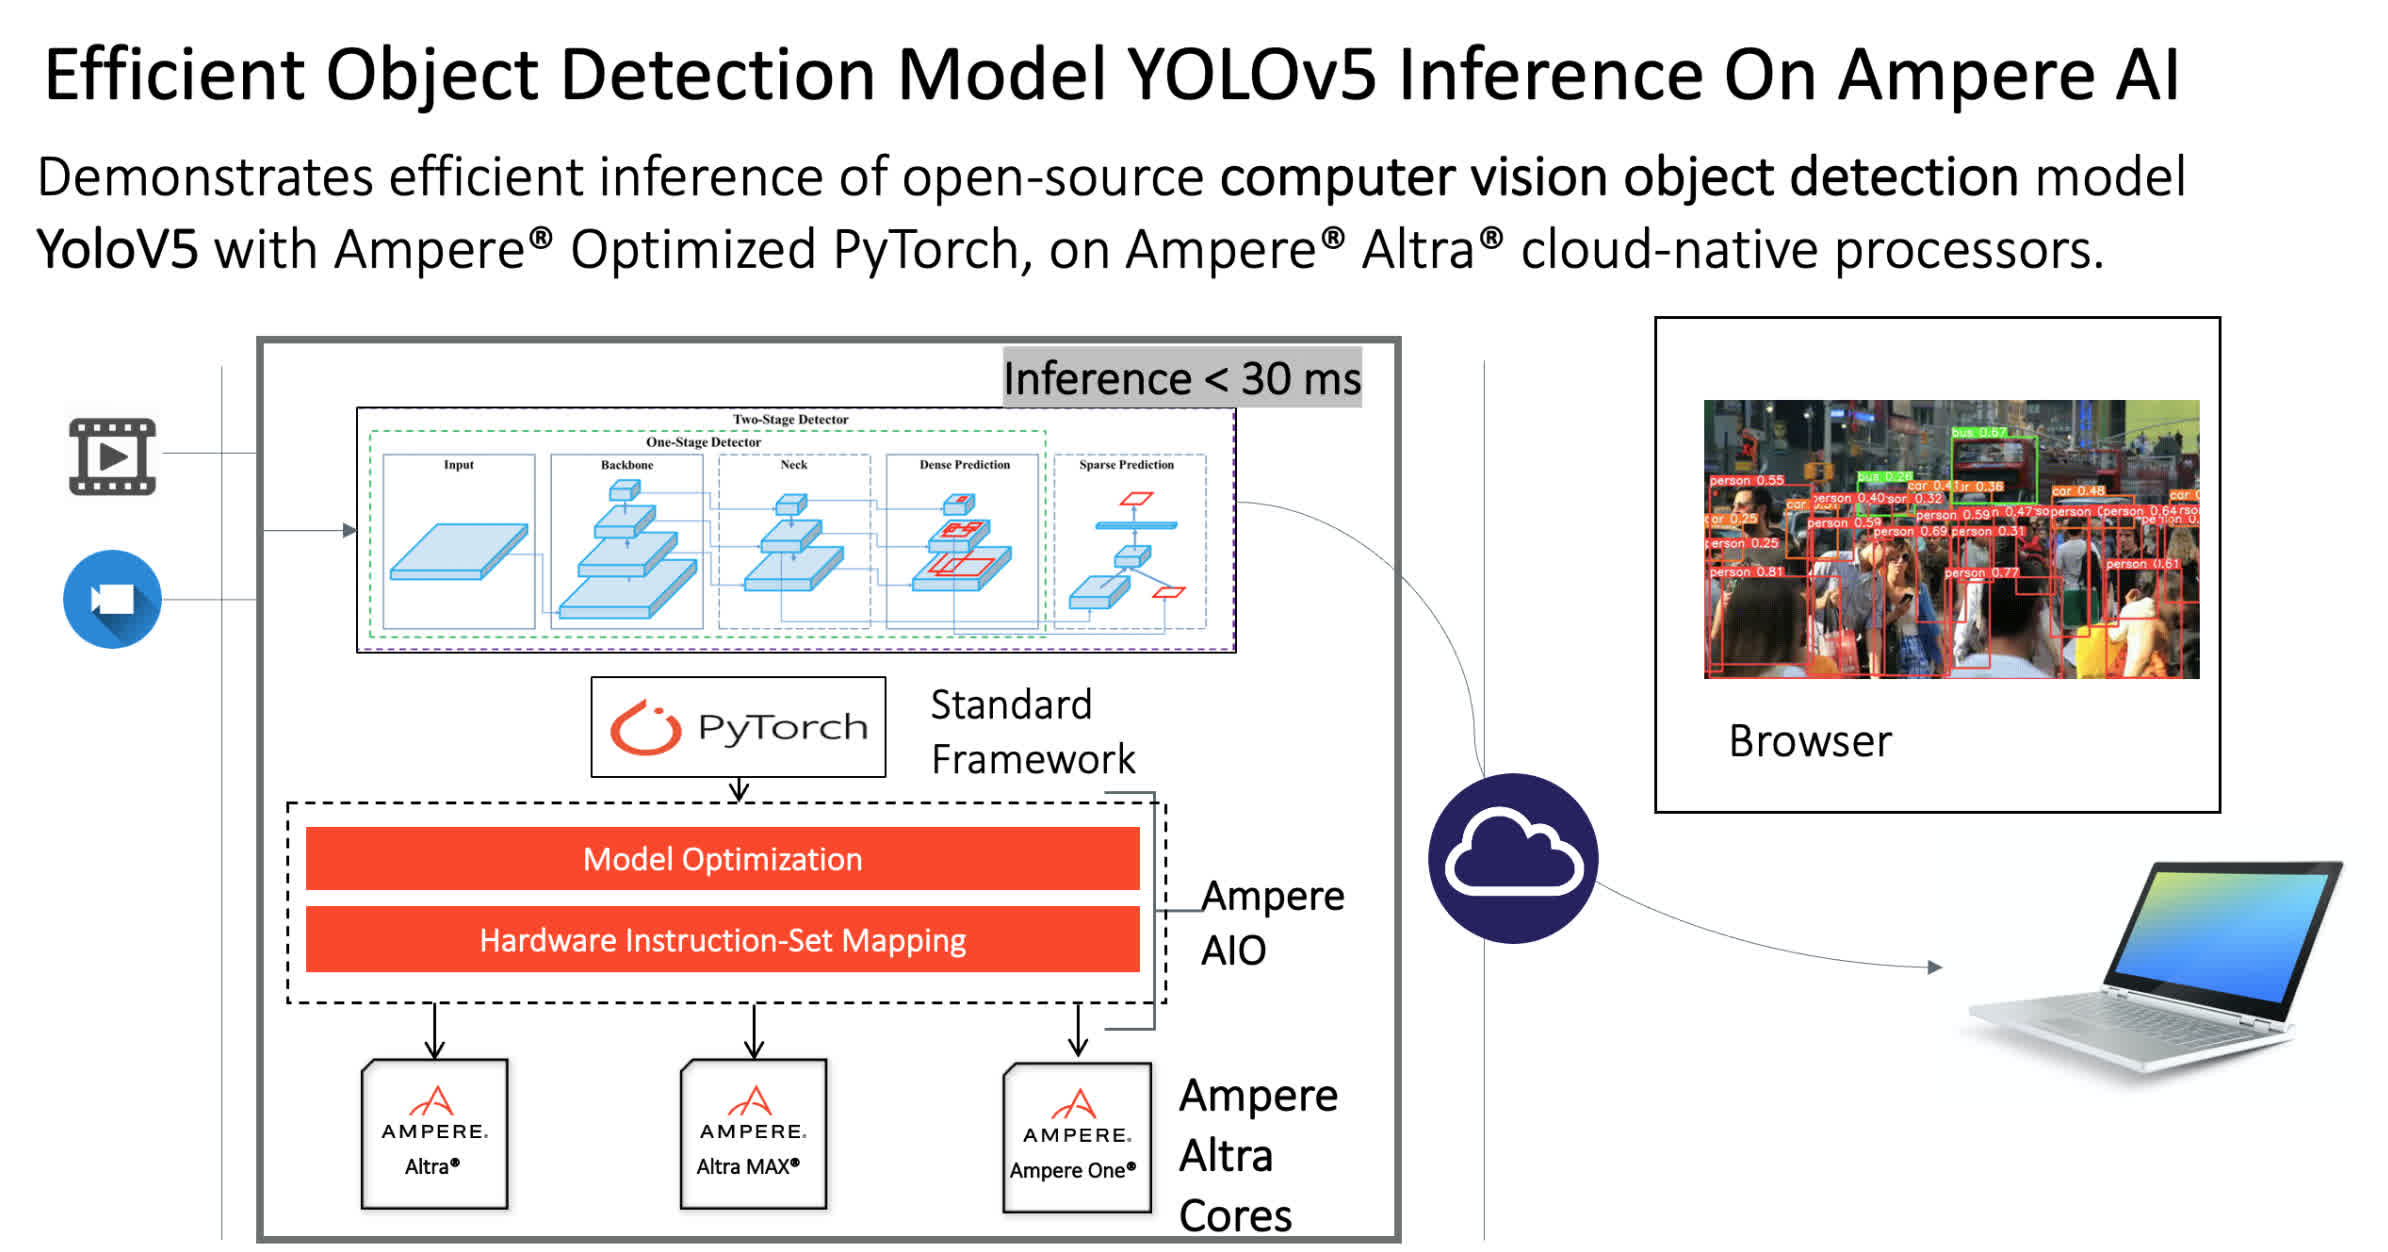 Efficient Object Detection Model YOLOv5 Inference On Ampere AI
Demonstrates efficient inference of open-source computer vision object detection model
YoloV5 with Ampere® Optimized PyTorch, on Ampere® Altra® cloud-native processors.
Inference < 30 ms
Two-Stage Detector
One-Stage Detector
Input
Backbone
Neck
Dense Prediction
Sparse Prediction
PyTorch
Standard
Framework
Model Optimization
Hardware Instruction-Set Mapping
Ampere
AIO
AMPERE.
Altra®
AMPERE.
Altra MAX®
AMPERE.
Ampere One®
Ampere
Altra
Cores
bus 0.67
person 0.55
bus 0.26
car 0.48
person 0.40
0.32
0.36
car 0.25
person 0.59
person 0.59
0.47
person
person 0.64
person 0.25
person 0.69
person 0.31
person 0.81
person 0.77
person 0.61
Browser